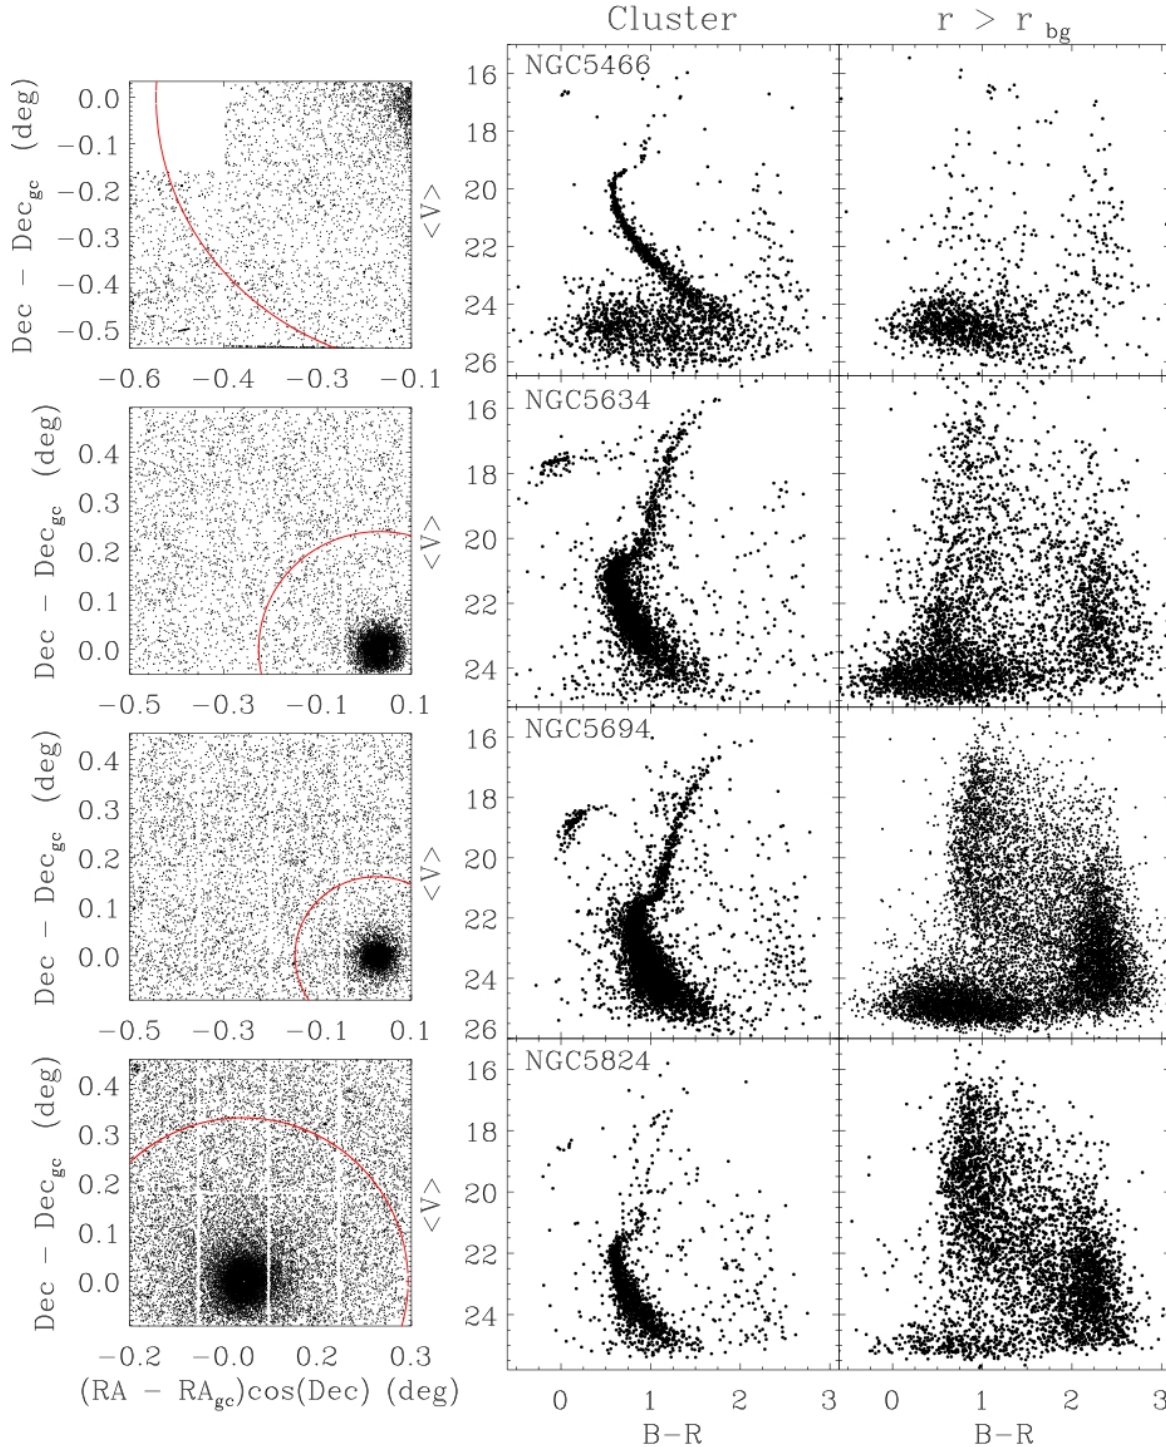 Cluster r > r bg
NGC5466
Dec − Dec gc (deg)
0.0
−0.1
−0.2
−0.3
−0.4
−0.5
−0.6 −0.4 −0.3 −0.1
<V>
16
18
20
22
24
26
NGC5634
Dec − Dec gc (deg)
0.4
0.3
0.2
0.1
0.0
−0.5 −0.3 −0.1 0.1
<V>
16
18
20
22
24
NGC5694
Dec − Dec gc (deg)
0.4
0.3
0.2
0.1
0.0
−0.5 −0.3 −0.1 0.1
<V>
16
18
20
22
24
26
NGC5824
Dec − Dec gc (deg)
0.4
0.3
0.2
0.1
0.0
−0.2 −0.0 0.2 0.3
(RA − RA gc)cos(Dec) (deg)
<V>
16
18
20
22
24
0 1 2 0 1 2 3
B−R B−R